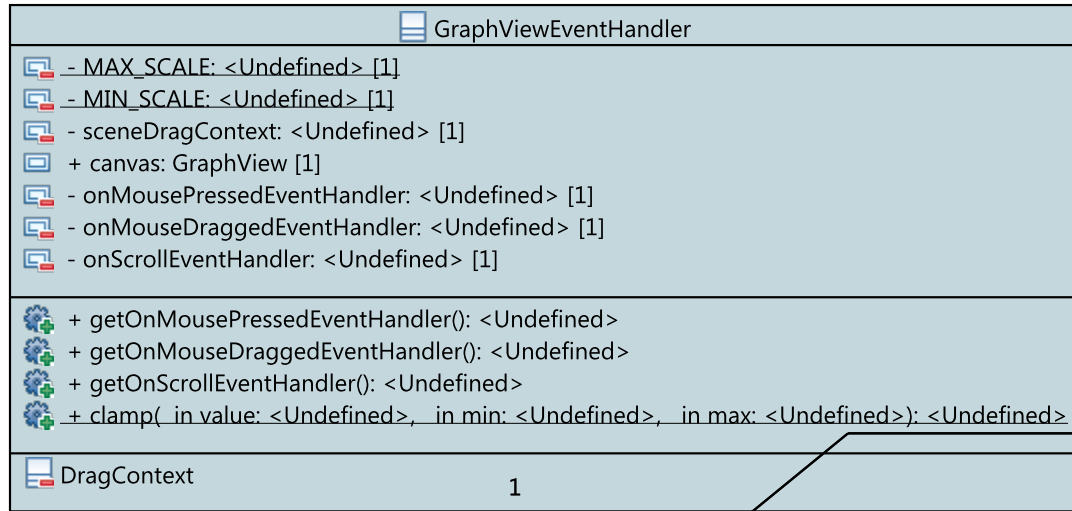 GraphViewEventHandler
- MAX_SCALE: <Undefined> [1]
- MIN_SCALE: <Undefined> [1]
- sceneDragContext: <Undefined> [1]
+ canvas: GraphView [1]
- onMousePressedEventHandler: <Undefined> [1]
- onMouseDraggedEventHandler: <Undefined> [1]
- onScrollEventHandler: <Undefined> [1]
+ getOnMousePressedEventHandler(): <Undefined>
+ getOnMouseDraggedEventHandler(): <Undefined>
+ getOnScrollEventHandler(): <Undefined>
+ clamp(  in value: <Undefined>,   in min: <Undefined>,   in max: <Undefined>): <Undefined>
DragContext
1